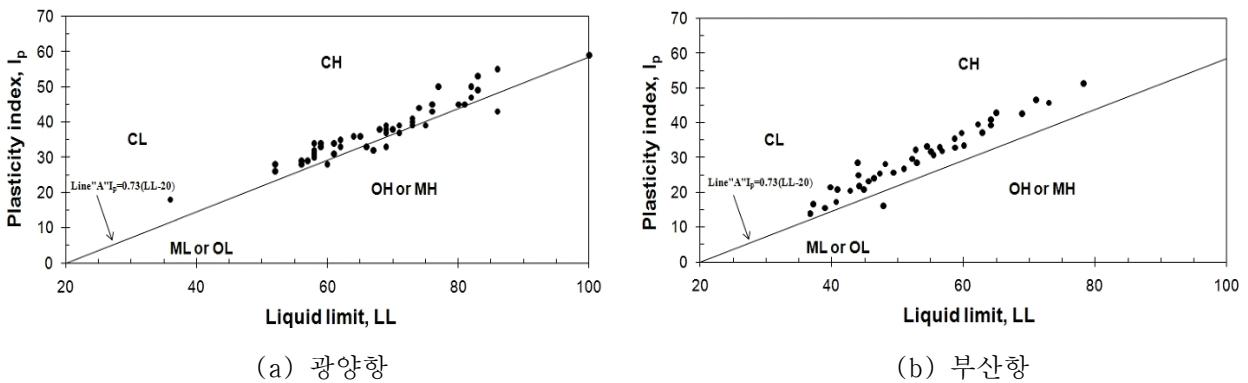 70
60
50
40
30
20
10
0
Plasticity index, Ip
CH
CL
Line"A"Ip=0.73(LL-20)
OH or MH
ML or OL
20 40 60 80 100
Liquid limit, LL
(a) 광양항
70
60
50
40
30
20
10
0
Plasticity index, Ip
CH
CL
Line"A"Ip=0.73(LL-20)
OH or MH
ML or OL
20 40 60 80 100
Liquid limit, LL
(b) 부산항